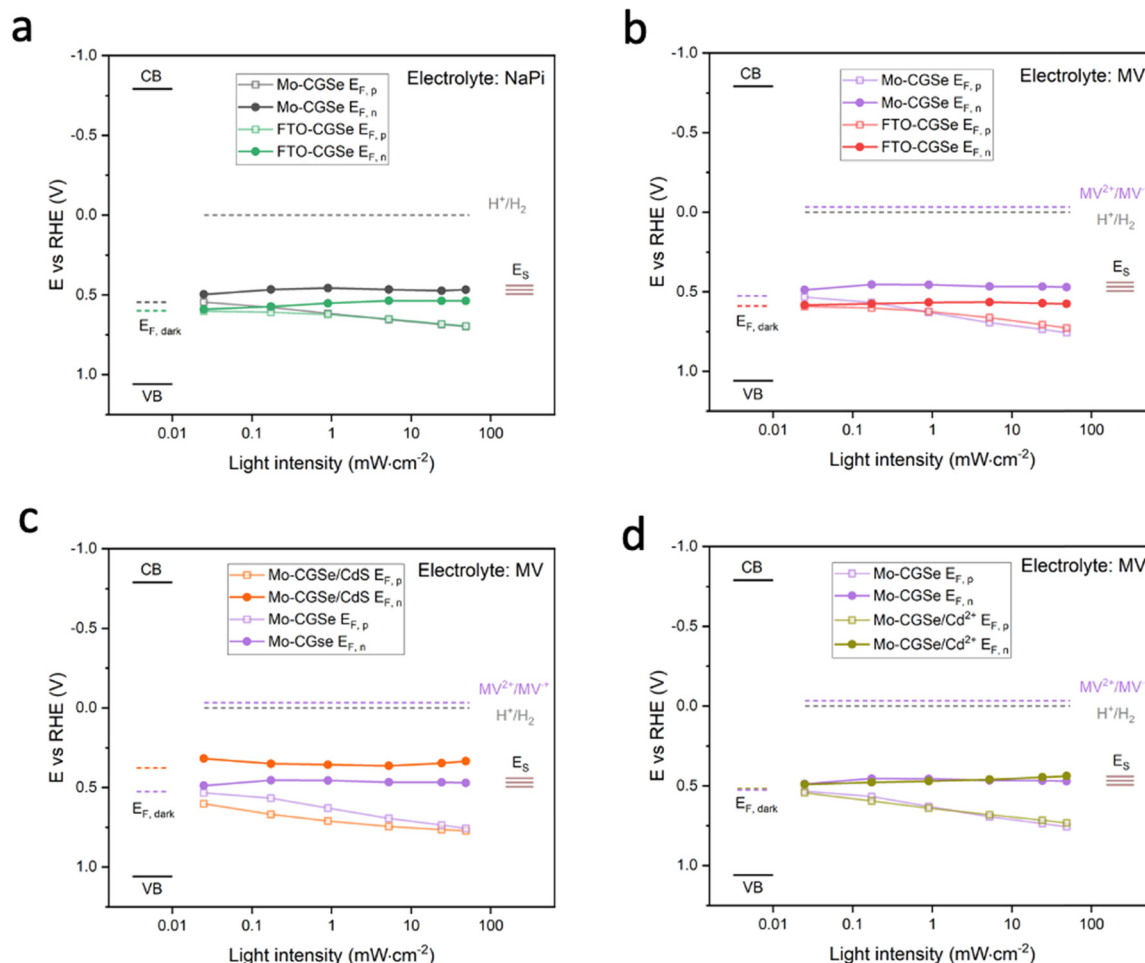 a
-1.0
CB
Mo-CGSe E_F, p
Electrolyte: NaPi
Mo-CGSe E_F, n
FTO-CGSe E_F, p
-0.5
FTO-CGSe E_F, n
E vs RHE (V)
H⁺/H₂
0.0
E_S
0.5
E_F, dark
1.0
VB
0.01 0.1 1 10 100
Light intensity (mW·cm⁻²)
b
-1.0
CB
Mo-CGSe E_F, p
Electrolyte: MV
Mo-CGSe E_F, n
FTO-CGSe E_F, p
-0.5
FTO-CGSe E_F, n
E vs RHE (V)
MV²⁺/MV
0.0
H⁺/H₂
E_S
0.5
E_F, dark
1.0
VB
0.01 0.1 1 10 100
Light intensity (mW·cm⁻²)
c
-1.0
CB
Mo-CGSe/CdS E_F, p
Electrolyte: MV
Mo-CGSe/CdS E_F, n
Mo-CGSe E_F, p
-0.5
Mo-CGse E_F, n
E vs RHE (V)
MV²⁺/MV·⁺
0.0
H⁺/H₂
E_S
0.5
E_F, dark
1.0
VB
0.01 0.1 1 10 100
Light intensity (mW·cm⁻²)
d
-1.0
CB
Mo-CGSe E_F, p
Electrolyte: MV
Mo-CGSe E_F, n
Mo-CGSe/Cd²⁺ E_F, p
-0.5
Mo-CGSe/Cd²⁺ E_F, n
E vs RHE (V)
MV²⁺/MV
0.0
H⁺/H₂
E_S
0.5
E_F, dark
1.0
VB
0.01 0.1 1 10 100
Light intensity (mW·cm⁻²)